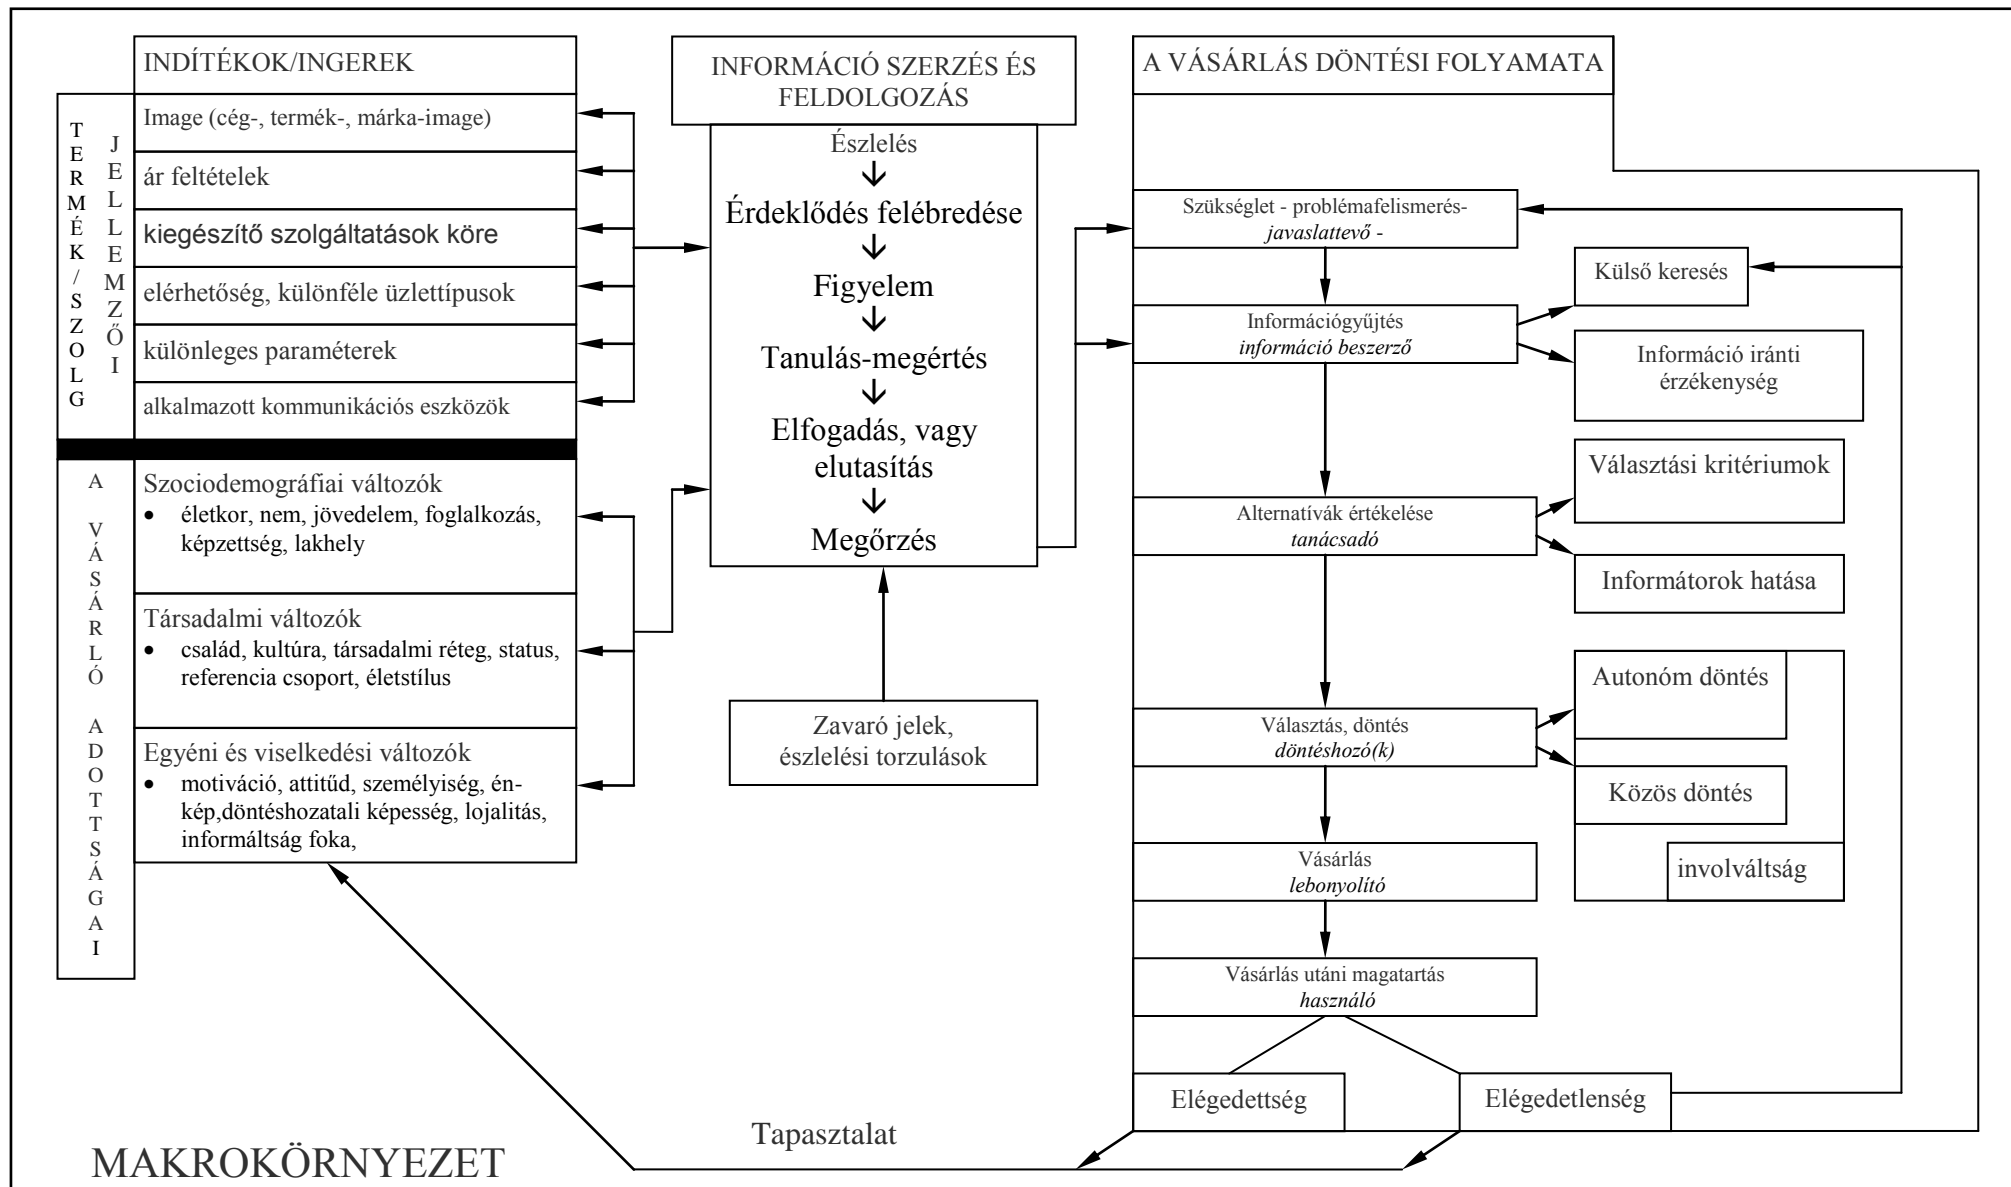 INDÍTÉKOK/INGEREK
TERMÉK/SZOLG
JELLEMZŐI
Image (cég-, termék-, márka-image)
ár feltételek
kiegészítő szolgáltatások köre
elérhetőség, különféle üzlettípusok
különleges paraméterek
alkalmazott kommunikációs eszközök
A VÁSÁRLÓ ADOTTSÁGAI
Szociodemográfiai változók
• életkor, nem, jövedelem, foglalkozás,
képzettség, lakhely
Társadalmi változók
• család, kultúra, társadalmi réteg, status,
referencia csoport, életstílus
Egyéni és viselkedési változók
• motiváció, attitűd, személyiség, én-
kép,döntéshozatali képesség, lojalitás,
informáltság foka,
INFORMÁCIÓ SZERZÉS ÉS
FELDOLGOZÁS
Észlelés
Érdeklődés felébredése
Figyelem
Tanulás-megértés
Elfogadás, vagy
elutasítás
Megőrzés
Zavaró jelek,
észlelési torzulások
A VÁSÁRLÁS DÖNTÉSI FOLYAMATA
Szükséglet - problémafelismerés-
javaslattevő -
Külső keresés
Információgyűjtés
információ beszerző
Információ iránti
érzékenység
Választási kritériumok
Alternatívák értékelése
tanácsadó
Informátorok hatása
Autonóm döntés
Választás, döntés
döntéshozó(k)
Közös döntés
involváltság
Vásárlás
lebonyolító
Vásárlás utáni magatartás
használó
Elégedettség
Elégedetlenség
Tapasztalat
MAKROKÖRNYEZET